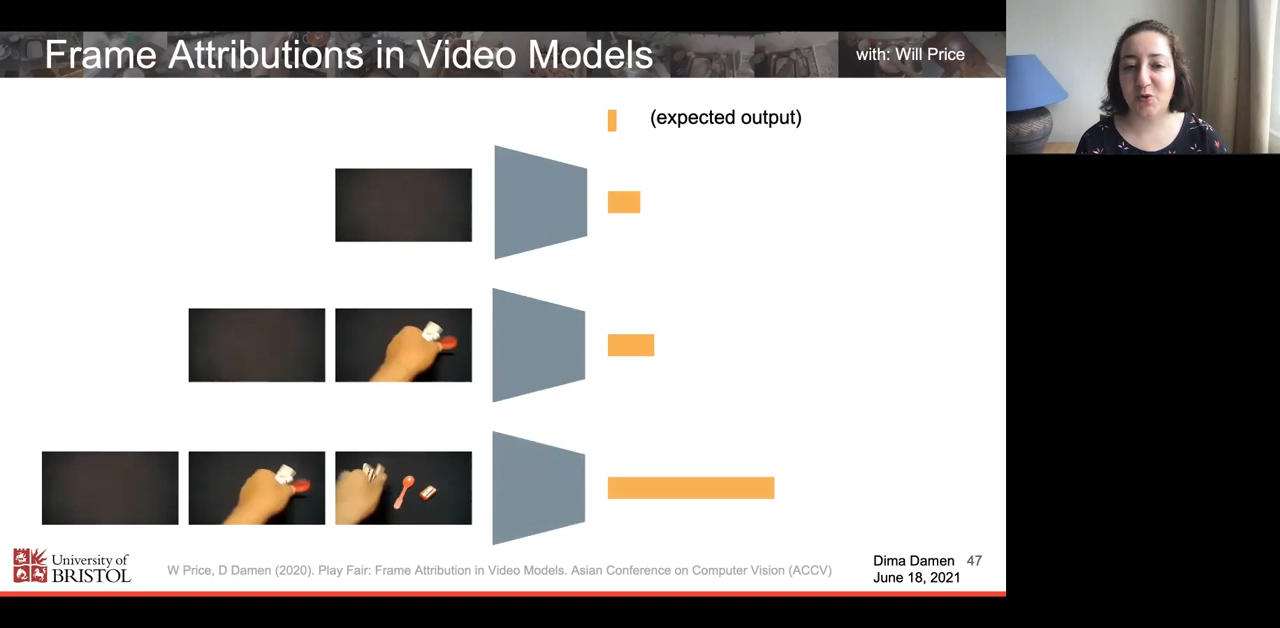 Frame Attributions in Video Models
with: Will Price
(expected output)
University of
BRISTOL
W Price, D Damen (2020). Play Fair: Frame Attribution in Video Models. Asian Conference on Computer Vision (ACCV)
Dima Damen 47
June 18, 2021